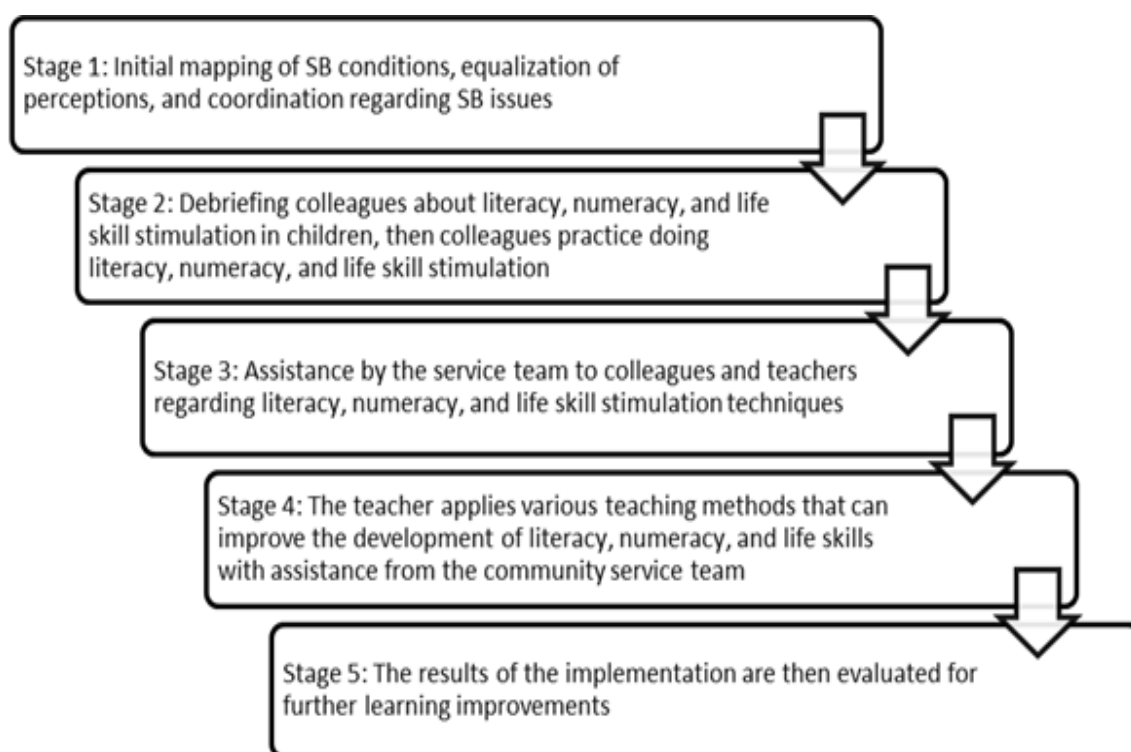 Stage 1: Initial mapping of SB conditions, equalization of
perceptions, and coordination regarding SB issues
Stage 2: Debriefing colleagues about literacy, numeracy, and life
skill stimulation in children, then colleagues practice doing
literacy, numeracy, and life skill stimulation
Stage 3: Assistance by the service team to colleagues and teachers
regarding literacy, numeracy, and life skill stimulation techniques
Stage 4: The teacher applies various teaching methods that can
improve the development of literacy, numeracy, and life skills
with assistance from the community service team
Stage 5: The results of the implementation are then evaluated for
further learning improvements